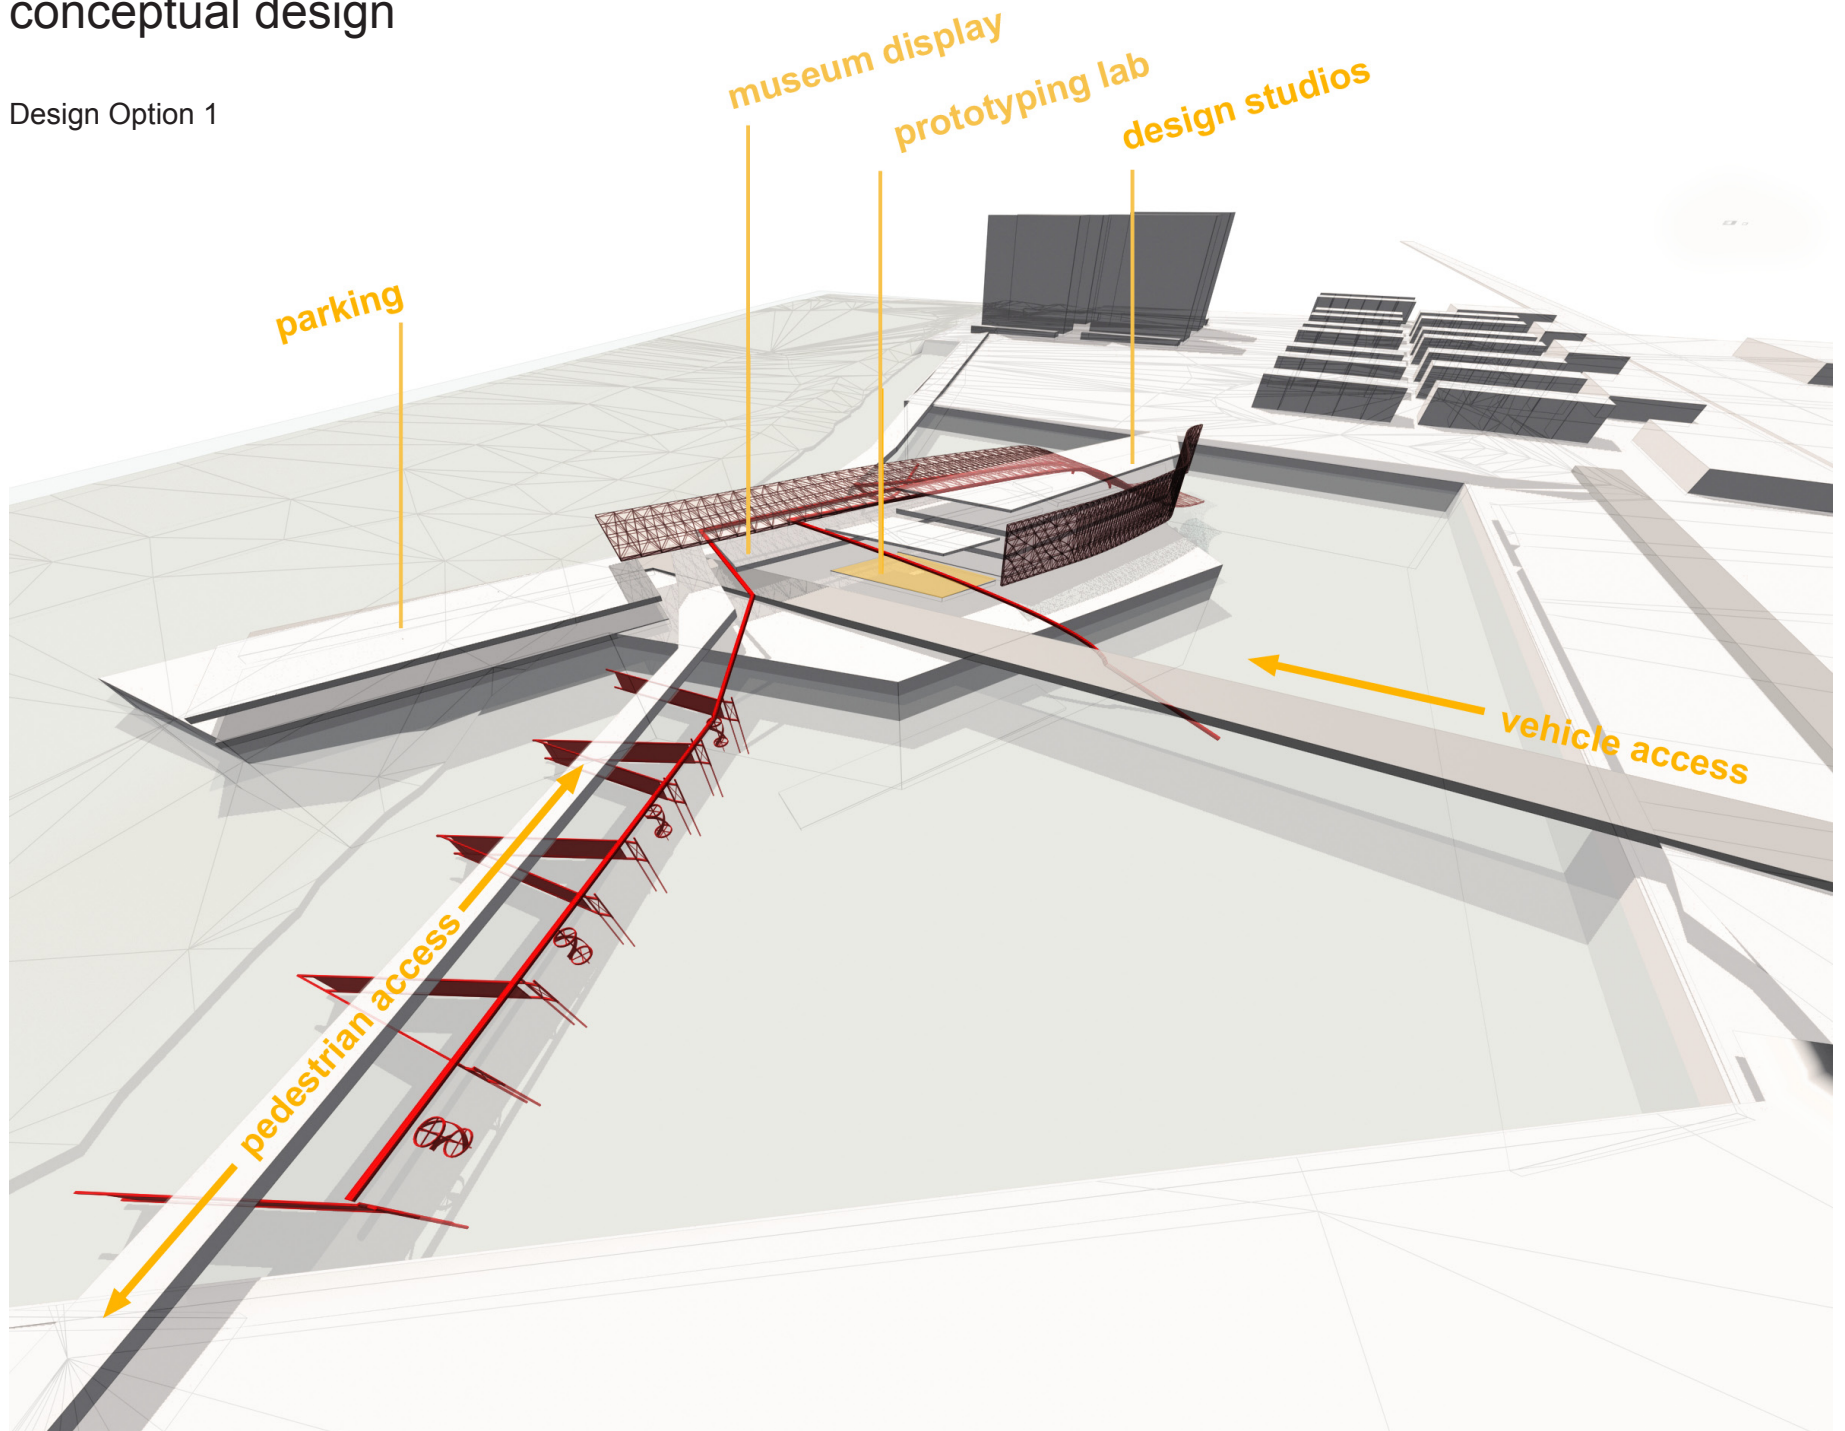 conceptual design
Design Option 1
museum display
prototyping lab
design studios
parking
vehicle access
pedestrian access